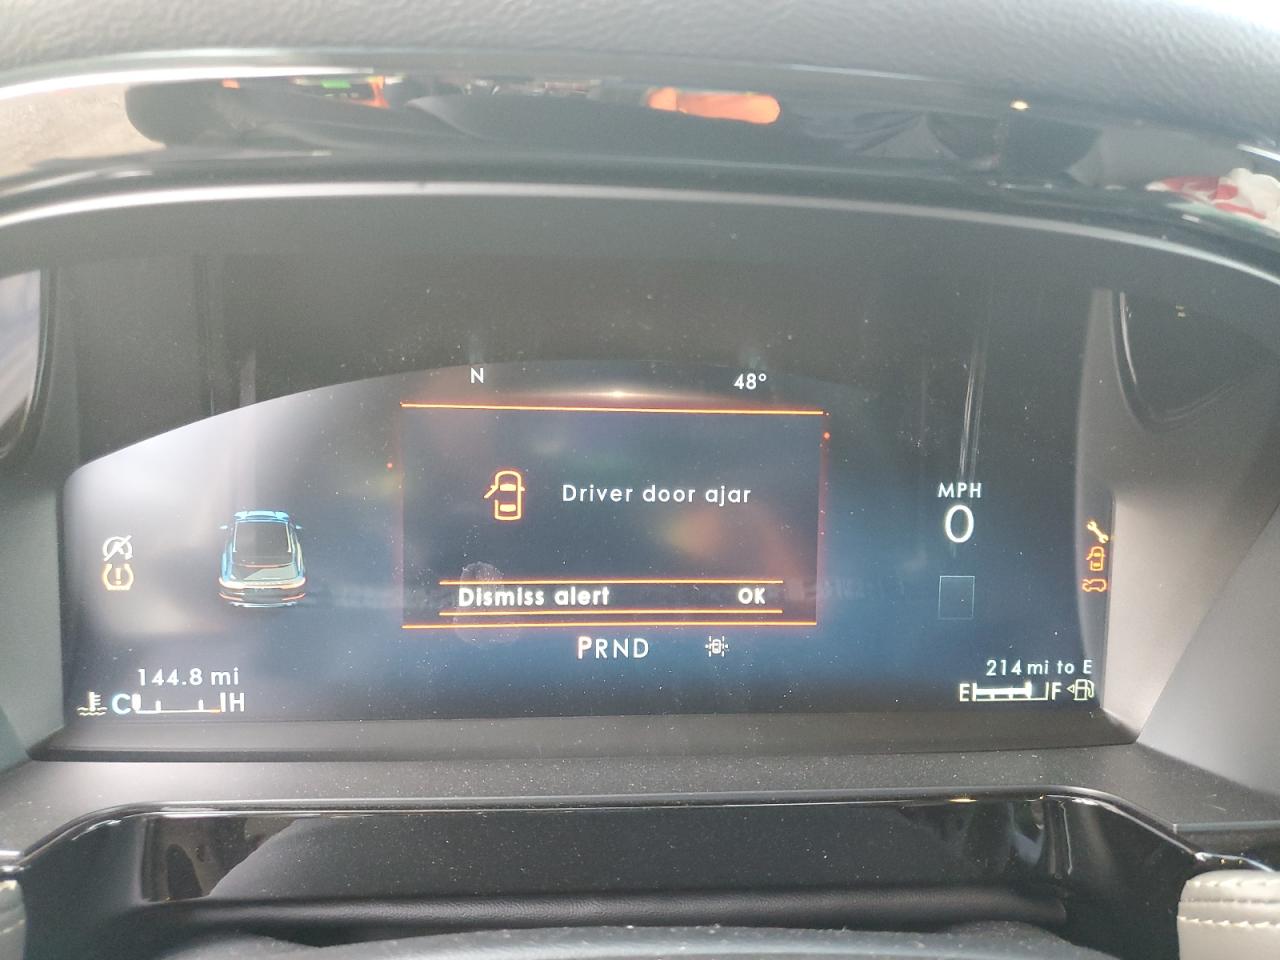 N 48°
Driver door ajar
Dismiss alert OK
MPH
0
PRND
144.8 mi
C H
214 mi to E
E F